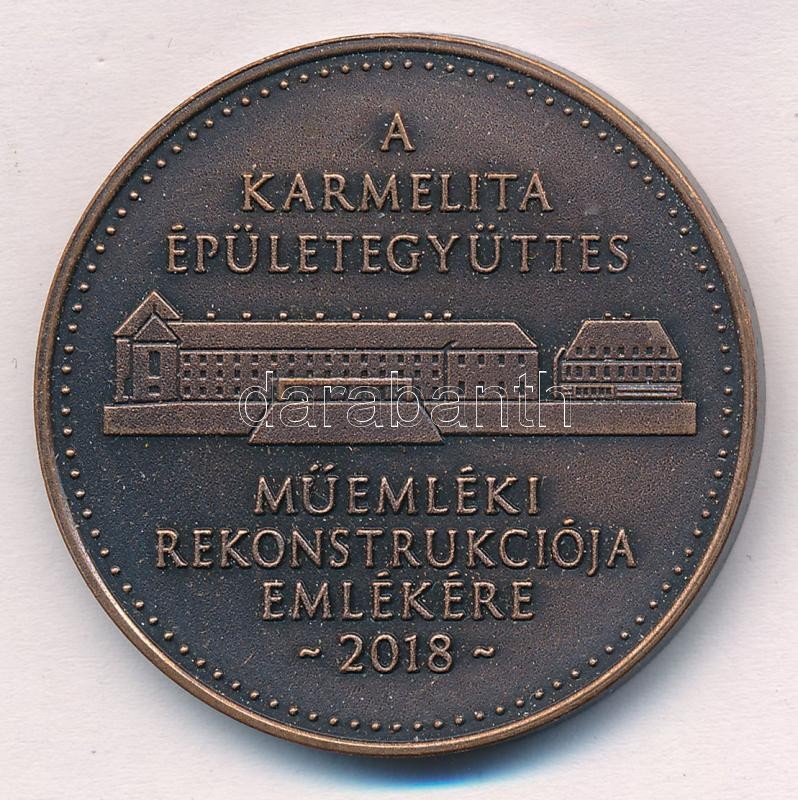 A
KARMELITA
ÉPÜLETEGYÜTTES
darabanth
MŰEMLÉKI
REKONSTRUKCIÓJA
EMLÉKÉRE
~ 2018 ~